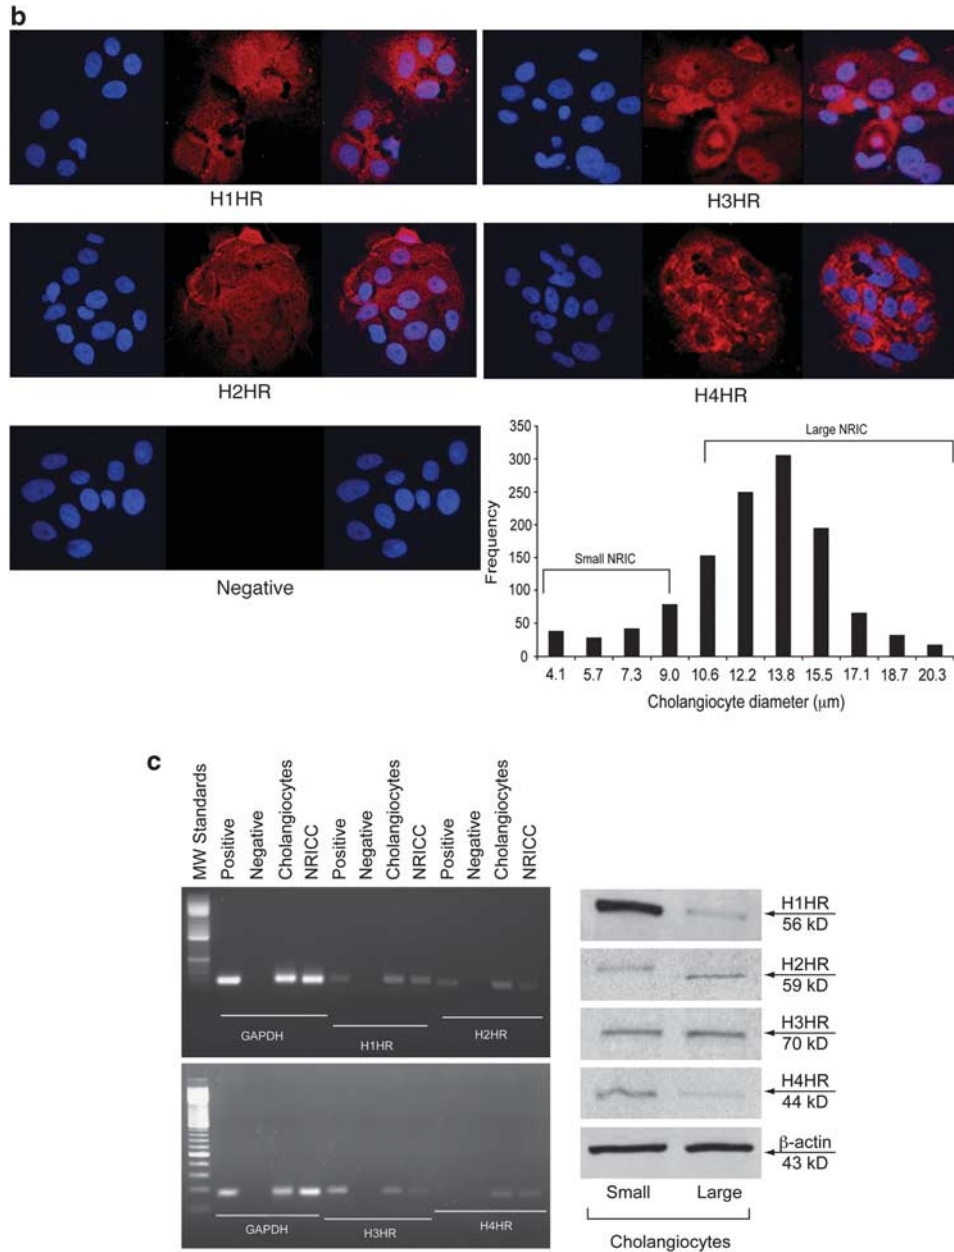 b
H1HR
H3HR
H2HR
H4HR
Negative
350
300
250
200
150
100
50
0
Frequency
Small NRIC
Large NRIC
4.1 5.7 7.3 9.0 10.6 12.2 13.8 15.5 17.1 18.7 20.3
Cholangiocyte diameter (μm)
c
MW Standards
Positive
Negative
Cholangiocytes
NRICC
Positive
Negative
Cholangiocytes
NRICC
Positive
Negative
Cholangiocytes
NRICC
GAPDH
H1HR
H2HR
GAPDH
H3HR
H4HR
H1HR
56 kD
H2HR
59 kD
H3HR
70 kD
H4HR
44 kD
β-actin
43 kD
Small Large
Cholangiocytes